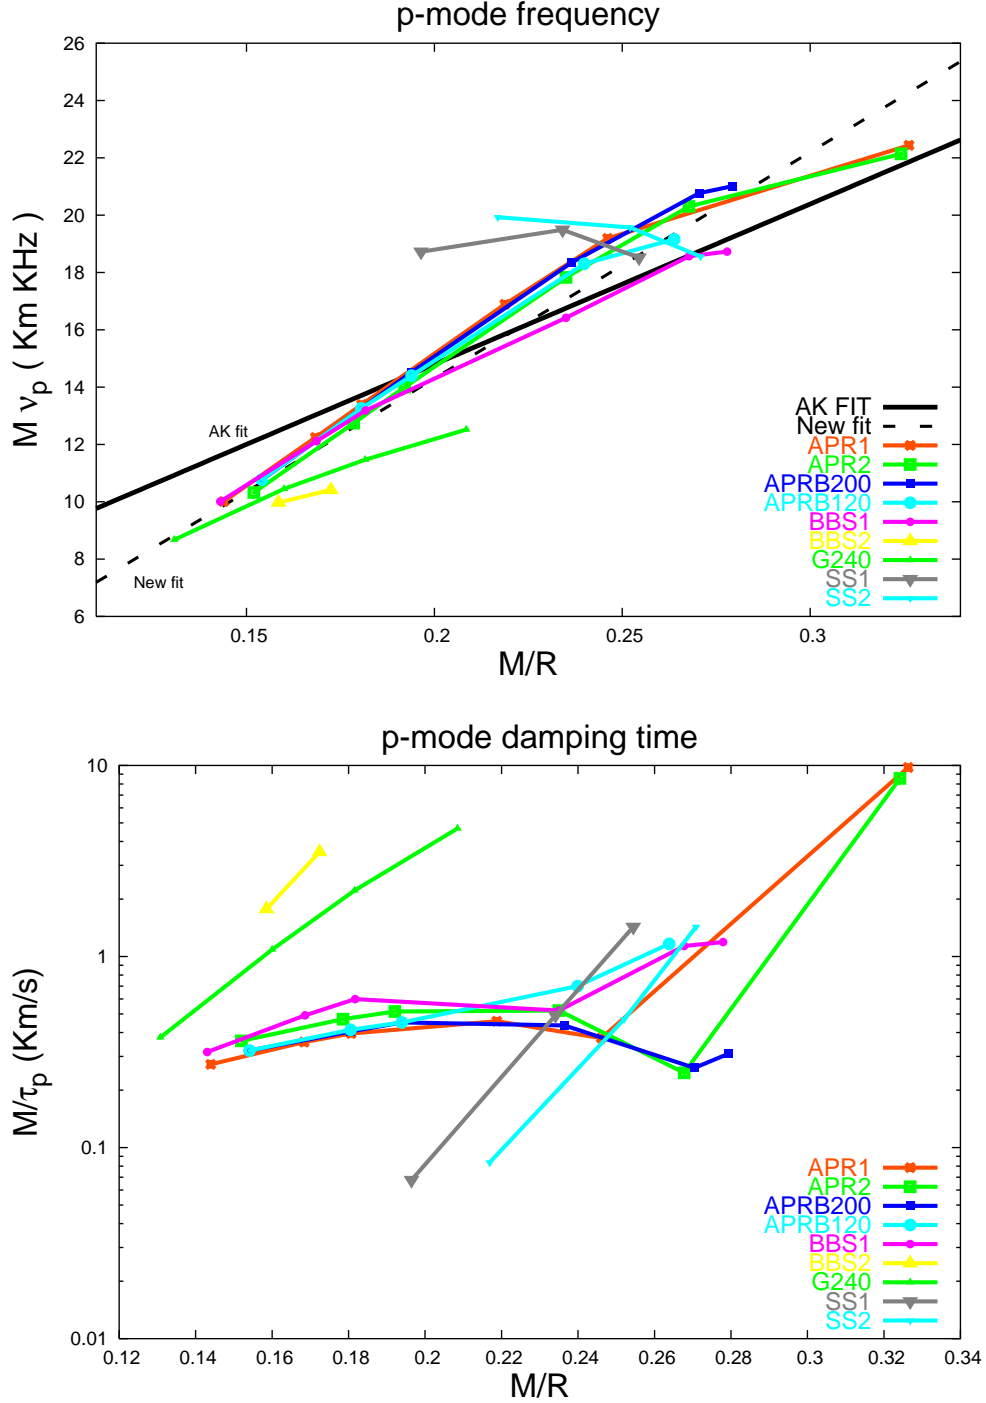 p-mode frequency
26
24
22
20
18
16
14
12
10
8
6
M ν_p ( Km KHz )
AK fit
New fit
AK FIT
New fit
APR1
APR2
APRB200
APRB120
BBS1
BBS2
G240
SS1
SS2
0.15 0.2 0.25 0.3
M/R
p-mode damping time
10
1
0.1
0.01
M/τ_p (Km/s)
APR1
APR2
APRB200
APRB120
BBS1
BBS2
G240
SS1
SS2
0.12 0.14 0.16 0.18 0.2 0.22 0.24 0.26 0.28 0.3 0.32 0.34
M/R